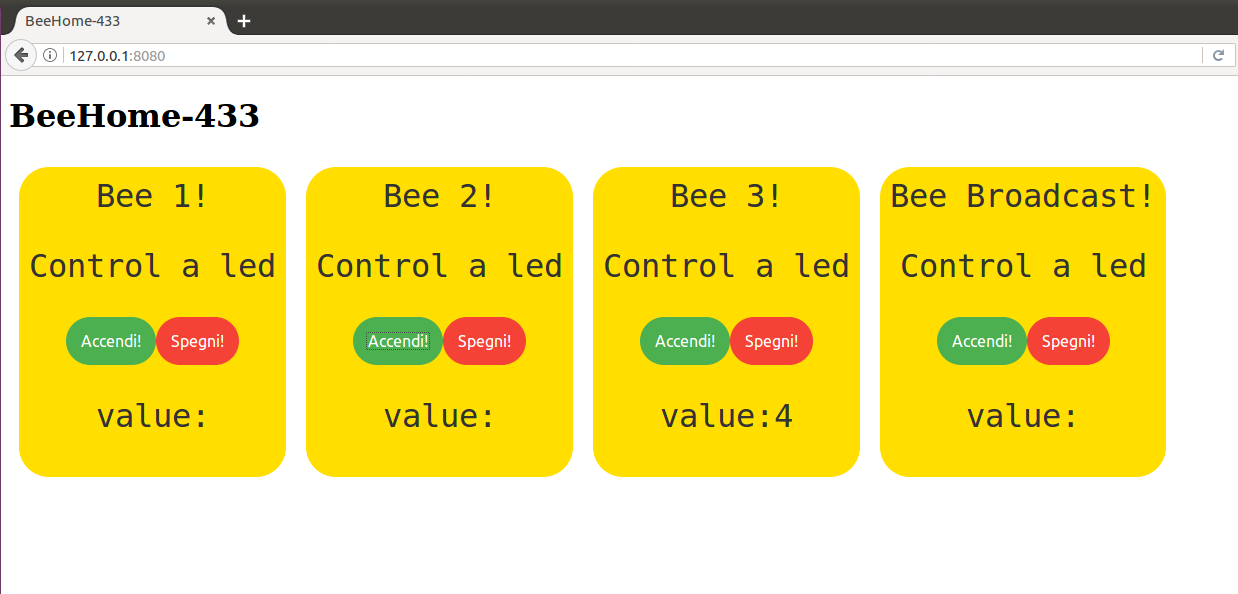 BeeHome-433
127.0.0.1:8080
BeeHome-433
Bee 1!
Control a led
Accendi! Spegni!
value:
Bee 2!
Control a led
Accendi! Spegni!
value:
Bee 3!
Control a led
Accendi! Spegni!
value:4
Bee Broadcast!
Control a led
Accendi! Spegni!
value: